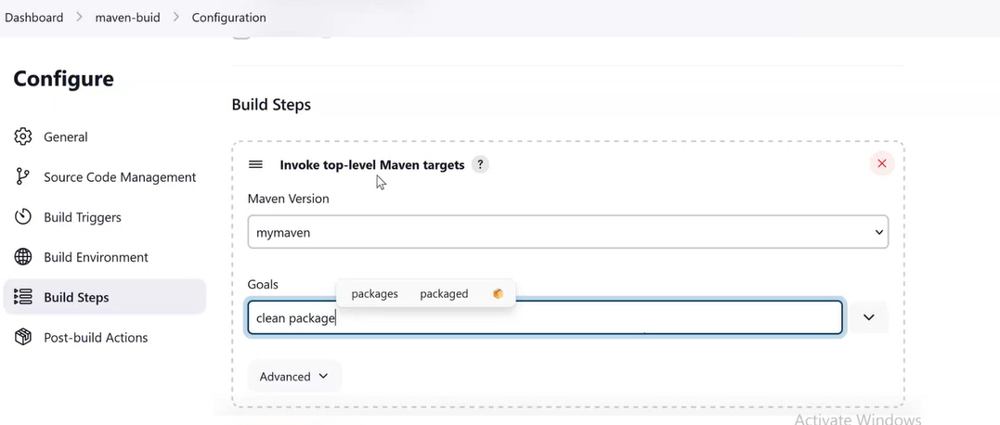 Dashboard > maven-buid > Configuration
Configure
General
Source Code Management
Build Triggers
Build Environment
Build Steps
Post-build Actions
Build Steps
Invoke top-level Maven targets ?
Maven Version
mymaven
Goals
packages packaged
clean package
Advanced
Activate Windows